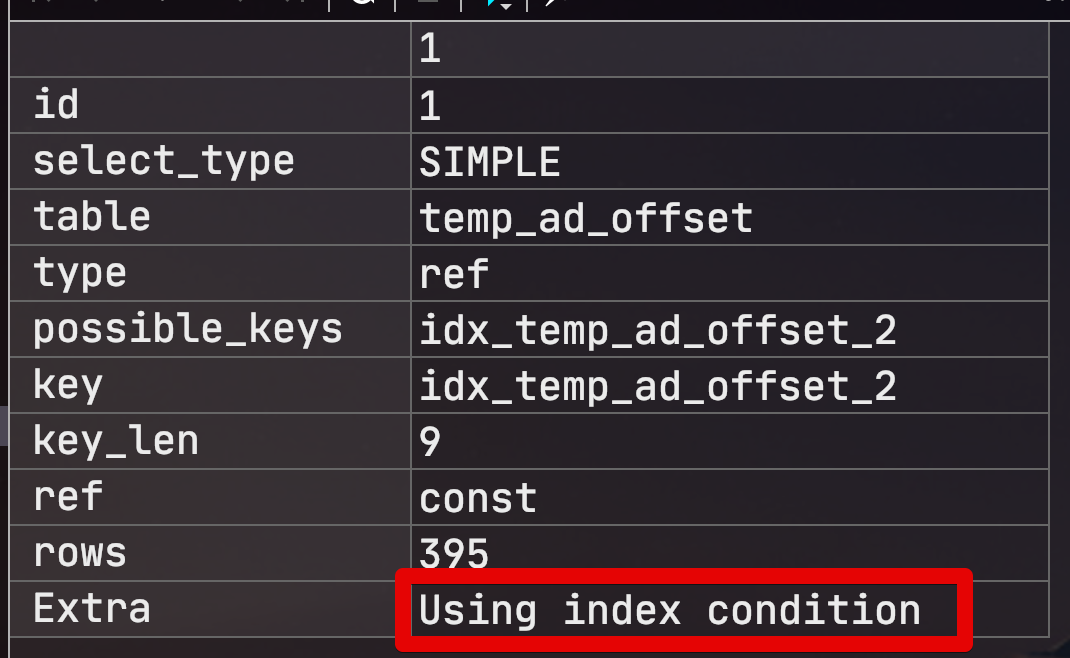 1
id 1
select_type SIMPLE
table temp_ad_offset
type ref
possible_keys idx_temp_ad_offset_2
key idx_temp_ad_offset_2
key_len 9
ref const
rows 395
Extra Using index condition